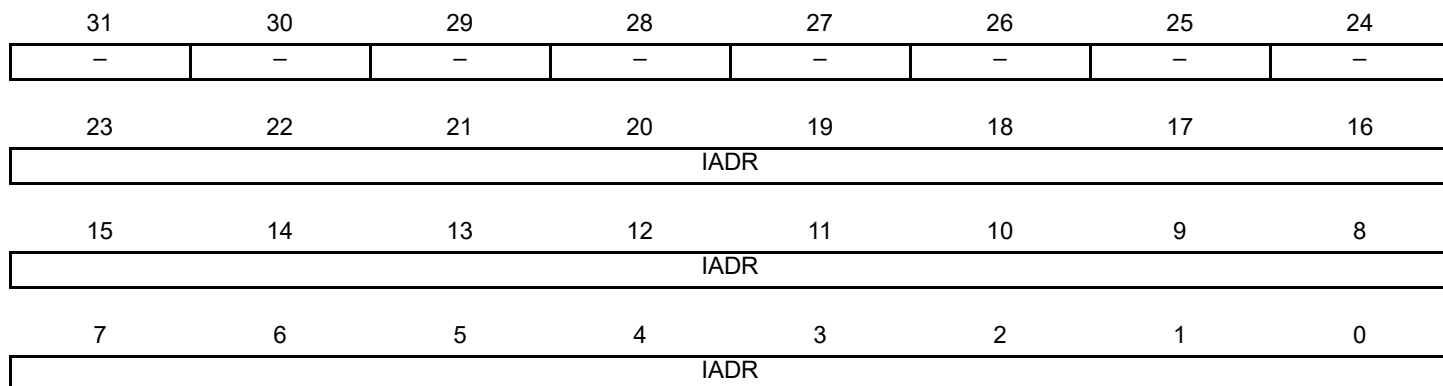 31 30 29 28 27 26 25 24
– – – – – – – –
23 22 21 20 19 18 17 16
IADR
15 14 13 12 11 10 9 8
IADR
7 6 5 4 3 2 1 0
IADR